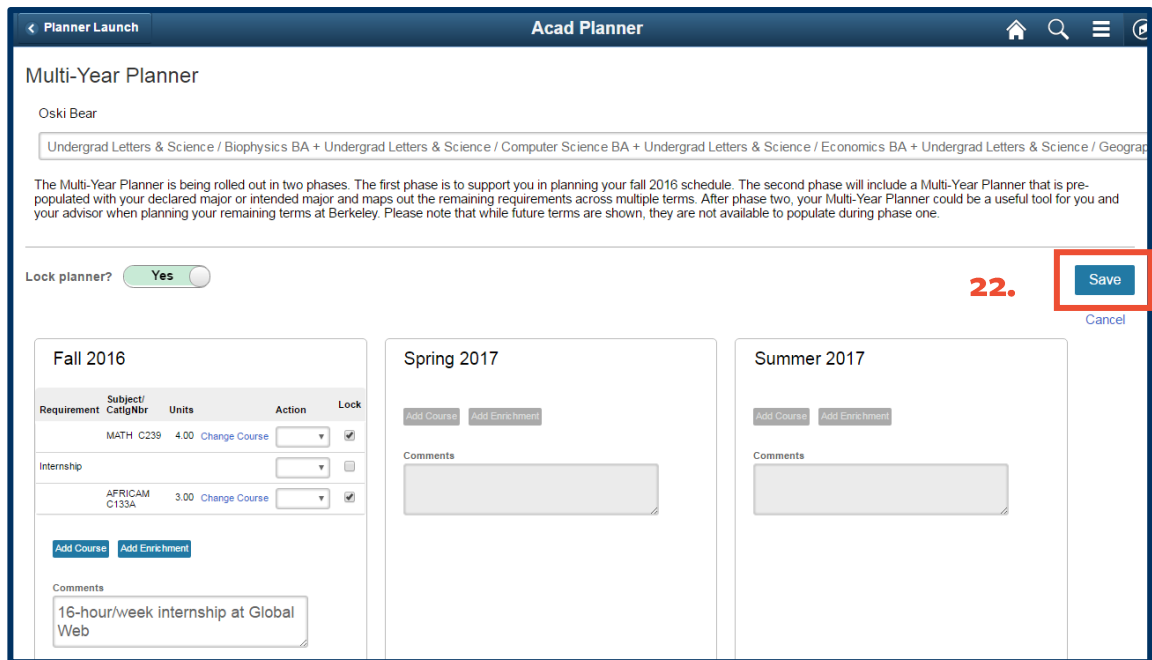 Planner Launch
Acad Planner
Multi-Year Planner
Oski Bear
Undergrad Letters & Science / Biophysics BA + Undergrad Letters & Science / Computer Science BA + Undergrad Letters & Science / Economics BA + Undergrad Letters & Science / Geograp
The Multi-Year Planner is being rolled out in two phases. The first phase is to support you in planning your fall 2016 schedule. The second phase will include a Multi-Year Planner that is pre-
populated with your declared major or intended major and maps out the remaining requirements across multiple terms. After phase two, your Multi-Year Planner could be a useful tool for you and
your advisor when planning your remaining terms at Berkeley. Please note that while future terms are shown, they are not available to populate during phase one.
Lock planner? Yes
22.
Save
Cancel
Fall 2016
Requirement Subject/ CatlgNbr Units Action Lock
MATH C239 4.00 Change Course
Internship
AFRICAM C133A 3.00 Change Course
Add Course Add Enrichment
Comments
16-hour/week internship at Global
Web
Spring 2017
Add Course Add Enrichment
Comments
Summer 2017
Add Course Add Enrichment
Comments